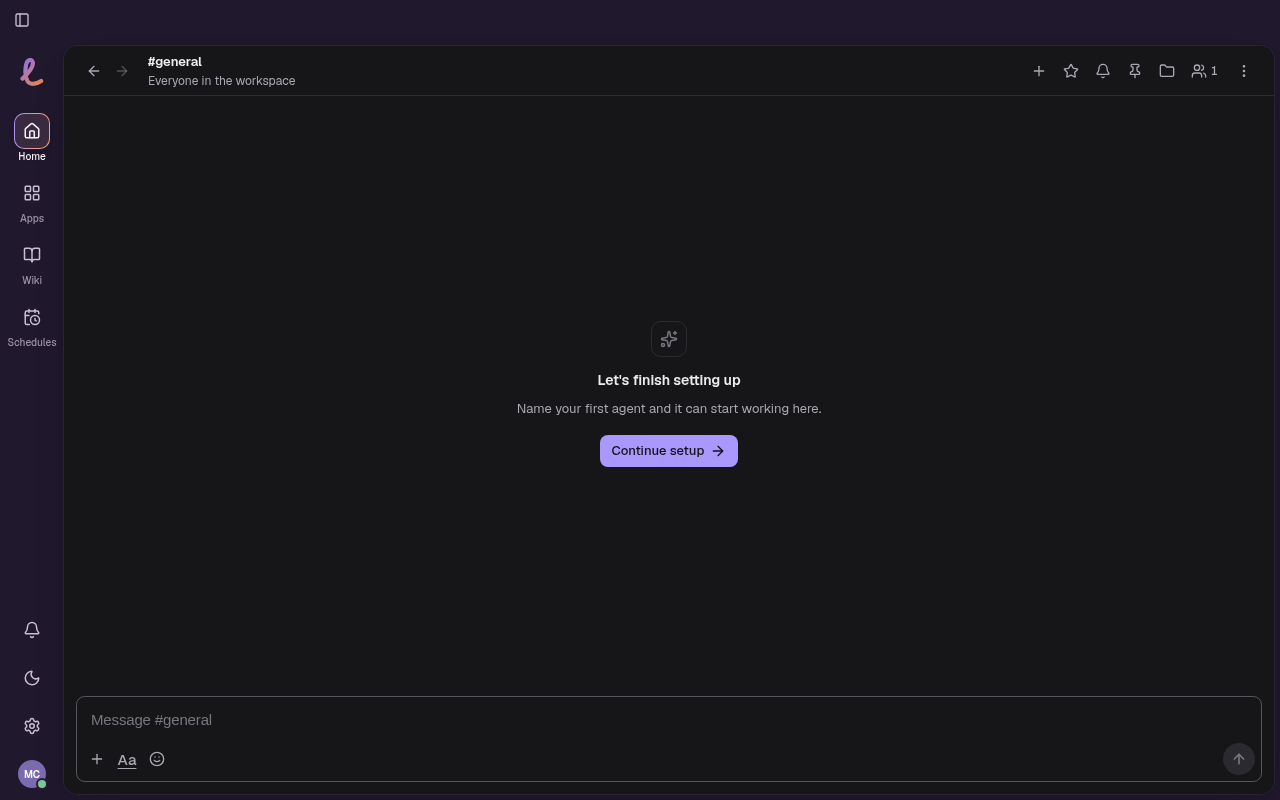 #general
Everyone in the workspace
1
Home
Apps
Wiki
Schedules
Let's finish setting up
Name your first agent and it can start working here.
Continue setup
Message #general
Aa
MC